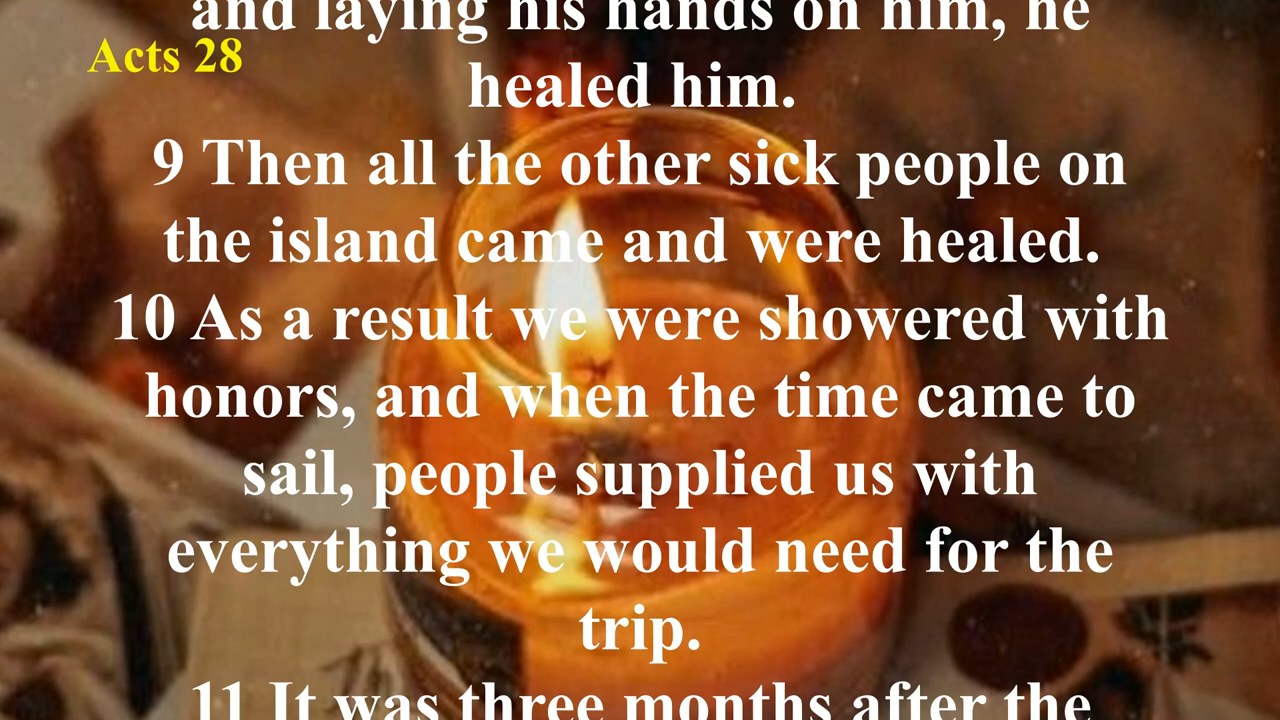 and laying his hands on him, he
Acts 28
healed him.
9 Then all the other sick people on
the island came and were healed.
10 As a result we were showered with
honors, and when the time came to
sail, people supplied us with
everything we would need for the
trip.
11 It was three months after the